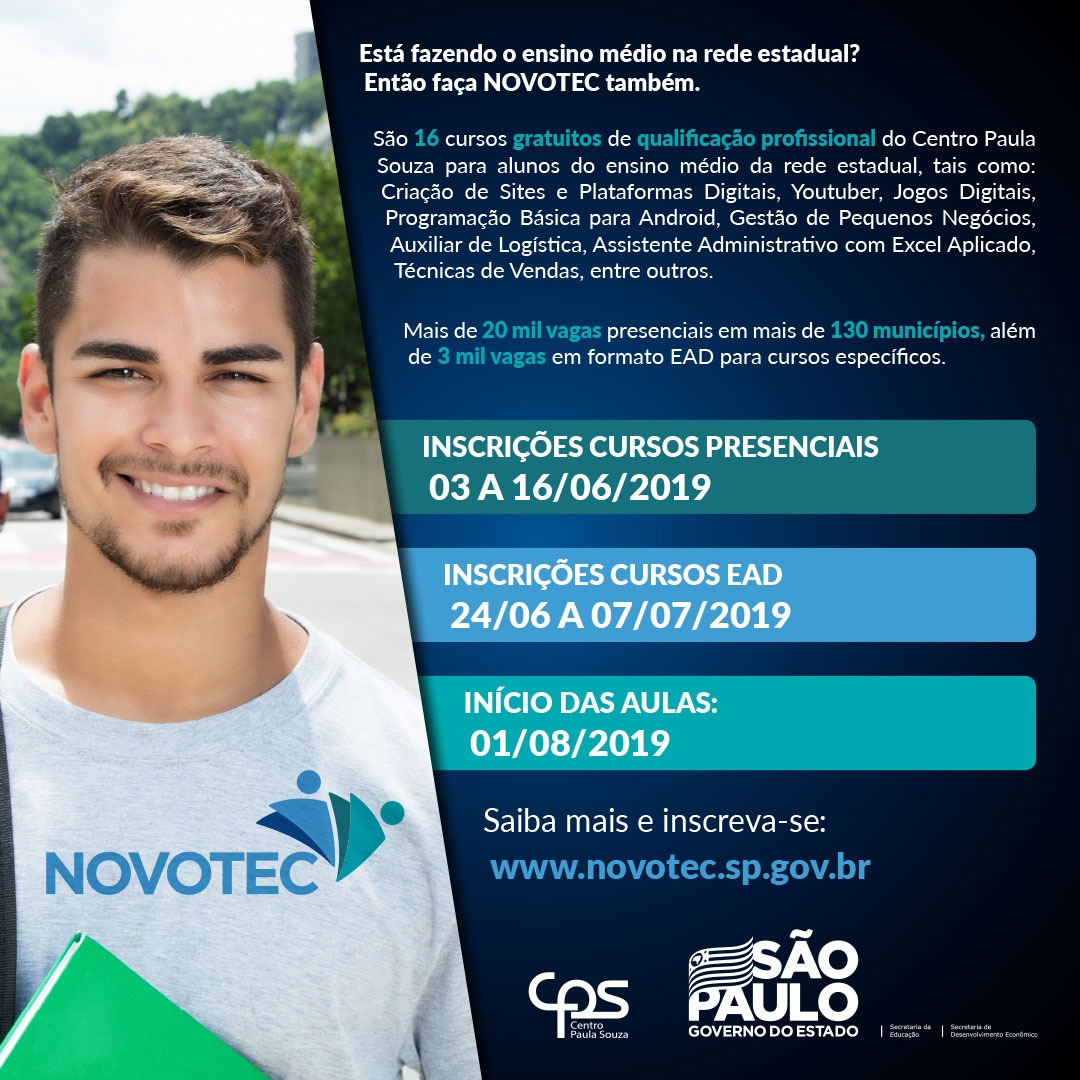 Está fazendo o ensino médio na rede estadual?
Então faça NOVOTEC também.
São 16 cursos gratuitos de qualificação profissional do Centro Paula
Souza para alunos do ensino médio da rede estadual, tais como:
Criação de Sites e Plataformas Digitais, Youtuber, Jogos Digitais,
Programação Básica para Android, Gestão de Pequenos Negócios,
Auxiliar de Logística, Assistente Administrativo com Excel Aplicado,
Técnicas de Vendas, entre outros.
Mais de 20 mil vagas presenciais em mais de 130 municípios, além
de 3 mil vagas em formato EAD para cursos específicos.
INSCRIÇÕES CURSOS PRESENCIAIS
03 A 16/06/2019
INSCRIÇÕES CURSOS EAD
24/06 A 07/07/2019
INÍCIO DAS AULAS:
01/08/2019
Saiba mais e inscreva-se:
www.novotec.sp.gov.br
NOVOTEC
CPS
Centro
Paula Souza
SÃO
PAULO
GOVERNO DO ESTADO
Secretaria da
Educação
Secretaria de
Desenvolvimento Econômico